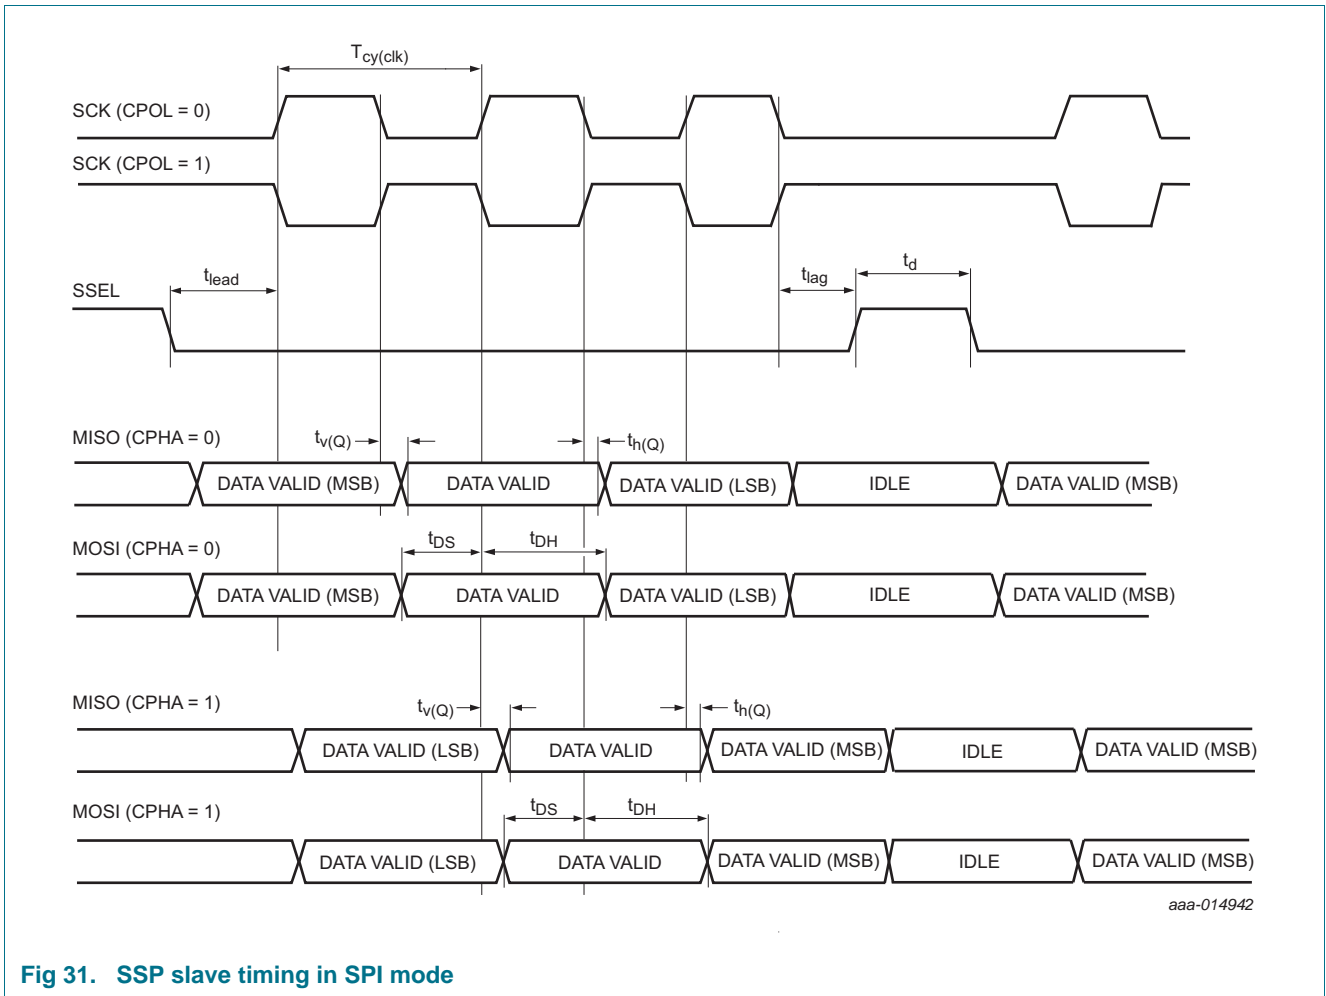 Tcy(clk)
SCK (CPOL = 0)
SCK (CPOL = 1)
tlead
tlag
td
SSEL
MISO (CPHA = 0)
tv(Q)
th(Q)
DATA VALID (MSB)
DATA VALID
DATA VALID (LSB)
IDLE
DATA VALID (MSB)
MOSI (CPHA = 0)
tDS
tDH
DATA VALID (MSB)
DATA VALID
DATA VALID (LSB)
IDLE
DATA VALID (MSB)
MISO (CPHA = 1)
tv(Q)
th(Q)
DATA VALID (LSB)
DATA VALID
DATA VALID (MSB)
IDLE
DATA VALID (MSB)
MOSI (CPHA = 1)
tDS
tDH
DATA VALID (LSB)
DATA VALID
DATA VALID (MSB)
IDLE
DATA VALID (MSB)
aaa-014942
Fig 31. SSP slave timing in SPI mode